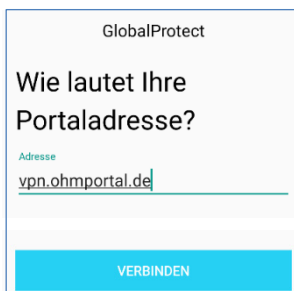 GlobalProtect
Wie lautet Ihre
Portaladresse?
Adresse
vpn.ohmportal.de
VERBINDEN